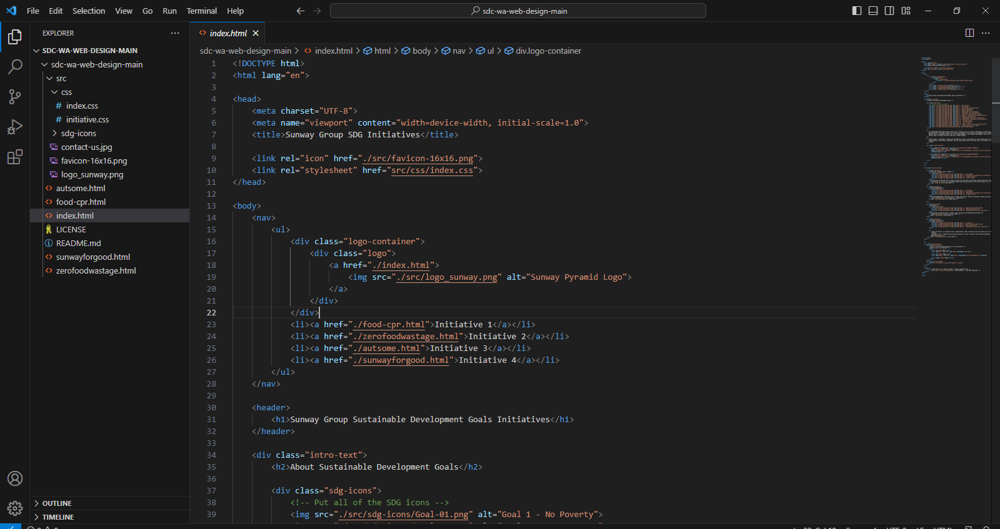 File Edit Selection View Go Run Terminal Help
sdc-wa-web-design-main
EXPLORER
SDC-WA-WEB-DESIGN-MAIN
sdc-wa-web-design-main
src
css
index.css
initiative.css
sdg-icons
contact-us.jpg
favicon-16x16.png
logo_sunway.png
autsome.html
food-cpr.html
index.html
LICENSE
README.md
sunwayforgood.html
zerofoodwastage.html
OUTLINE
TIMELINE
index.html
sdc-wa-web-design-main > index.html > html > body > nav > ul > div.logo-container
1 <!DOCTYPE html>
2 <html lang="en">
3
4 <head>
5 <meta charset="UTF-8">
6 <meta name="viewport" content="width=device-width, initial-scale=1.0">
7 <title>Sunway Group SDG Initiatives</title>
8
9 <link rel="icon" href="./src/favicon-16x16.png">
10 <link rel="stylesheet" href="src/css/index.css">
11 </head>
12
13 <body>
14 <nav>
15 <ul>
16 <div class="logo-container">
17 <div class="logo">
18 <a href="./index.html">
19 <img src="./src/logo_sunway.png" alt="Sunway Pyramid Logo">
20 </a>
21 </div>
22 </div>
23 <li><a href="./food-cpr.html">Initiative 1</a></li>
24 <li><a href="./zerofoodwastage.html">Initiative 2</a></li>
25 <li><a href="./autsome.html">Initiative 3</a></li>
26 <li><a href="./sunwayforgood.html">Initiative 4</a></li>
27 </ul>
28 </nav>
29
30 <header>
31 <h1>Sunway Group Sustainable Development Goals Initiatives</h1>
32 </header>
33
34 <div class="intro-text">
35 <h2>About Sustainable Development Goals</h2>
36
37 <div class="sdg-icons">
38 <!-- Put all of the SDG icons -->
39 <img src="./src/sdg-icons/Goal-01.png" alt="Goal 1 - No Poverty">